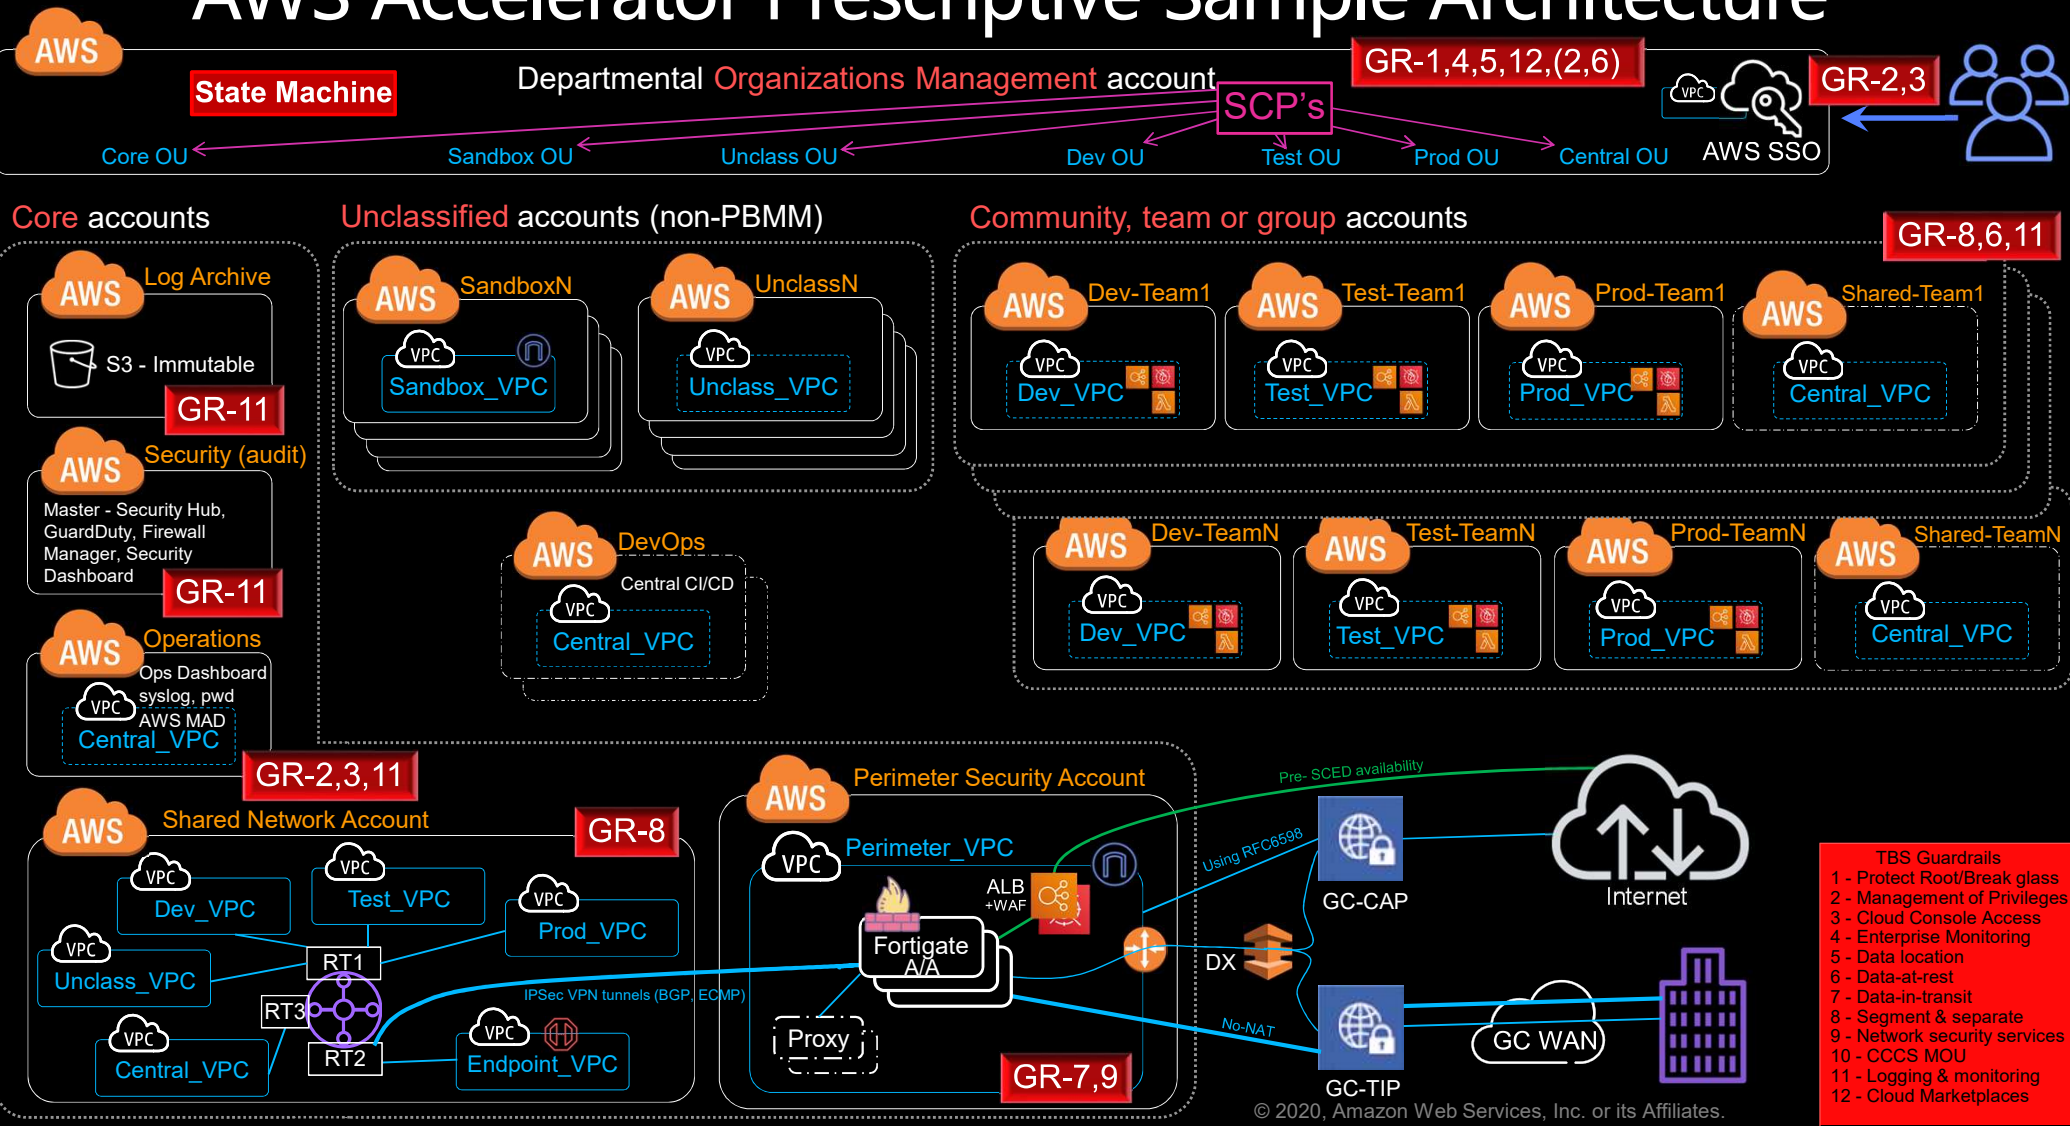 AWS Accelerator Prescriptive Sample Architecture
AWS
State Machine
Departmental Organizations Management account
GR-1,4,5,12,(2,6)
SCP's
VPC
GR-2,3
Core OU
Sandbox OU
Unclass OU
Dev OU
Test OU
Prod OU
Central OU
AWS SSO
Core accounts
Unclassified accounts (non-PBMM)
Community, team or group accounts
GR-8,6,11
AWS
Log Archive
S3 - Immutable
GR-11
AWS
Security (audit)
Master - Security Hub,
GuardDuty, Firewall
Manager, Security
Dashboard
GR-11
AWS
Operations
Ops Dashboard
syslog, pwd
AWS MAD
VPC
Central_VPC
GR-2,3,11
AWS
SandboxN
VPC
Sandbox_VPC
AWS
UnclassN
VPC
Unclass_VPC
AWS
DevOps
Central CI/CD
VPC
Central_VPC
AWS
Dev-Team1
VPC
Dev_VPC
AWS
Test-Team1
VPC
Test_VPC
AWS
Prod-Team1
VPC
Prod_VPC
AWS
Shared-Team1
VPC
Central_VPC
AWS
Dev-TeamN
VPC
Dev_VPC
AWS
Test-TeamN
VPC
Test_VPC
AWS
Prod-TeamN
VPC
Prod_VPC
AWS
Shared-TeamN
VPC
Central_VPC
AWS
Shared Network Account
GR-8
VPC
Dev_VPC
VPC
Test_VPC
VPC
Prod_VPC
VPC
Unclass_VPC
RT1
RT3
RT2
VPC
Central_VPC
VPC
Endpoint_VPC
IPSec VPN tunnels (BGP, ECMP)
AWS
Perimeter Security Account
VPC
Perimeter_VPC
ALB
+WAF
Fortigate
A/A
Proxy
GR-7,9
Pre- SCED availability
Using RFC6598
No-NAT
DX
GC-CAP
GC-TIP
Internet
GC WAN
TBS Guardrails
1 - Protect Root/Break glass
2 - Management of Privileges
3 - Cloud Console Access
4 - Enterprise Monitoring
5 - Data location
6 - Data-at-rest
7 - Data-in-transit
8 - Segment & separate
9 - Network security services
10 - CCCS MOU
11 - Logging & monitoring
12 - Cloud Marketplaces
© 2020, Amazon Web Services, Inc. or its Affiliates.